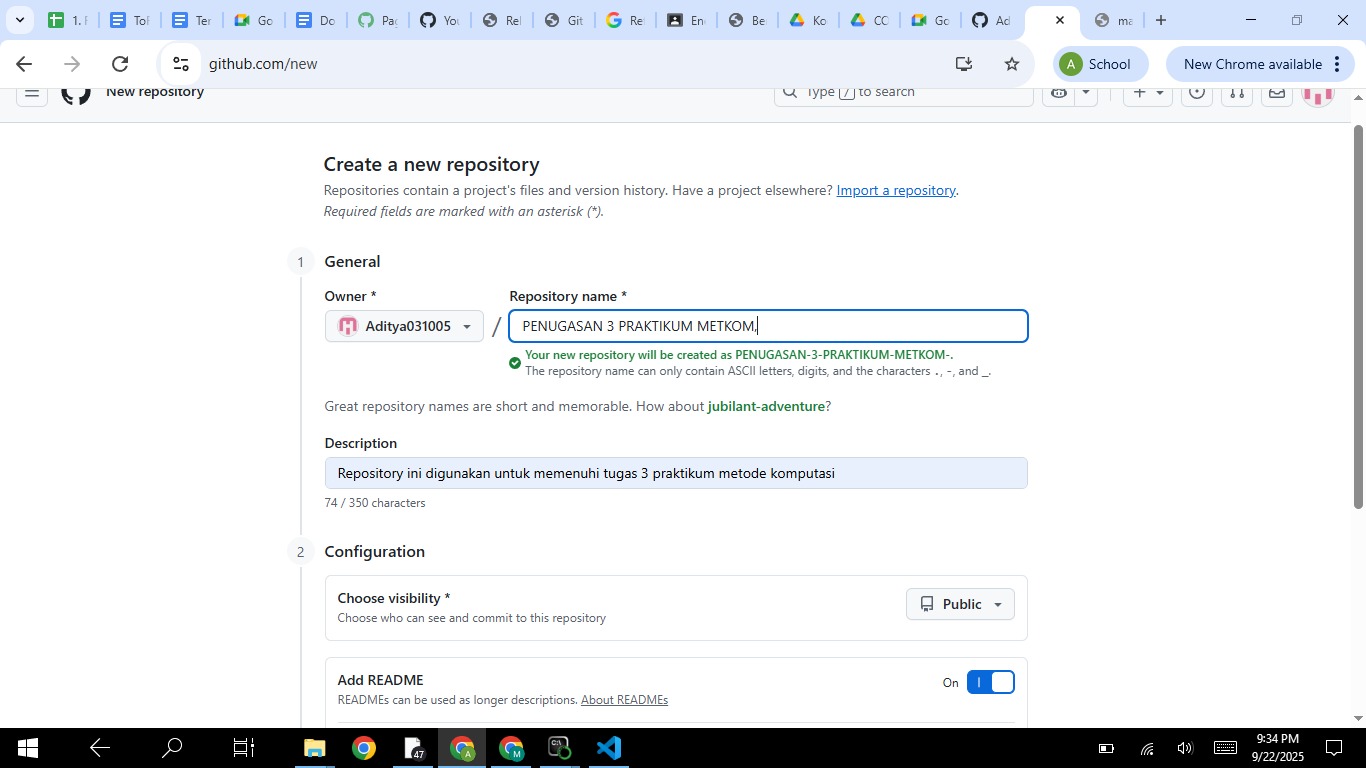 1. F
ToF
Ter
Go
Do
Pag
You
Rel
Git
Re
End
Be
Ko
CC
Go
Ad
ma
github.com/new
A School
New Chrome available
New repository
Type / to search
Create a new repository
Repositories contain a project's files and version history. Have a project elsewhere? Import a repository.
Required fields are marked with an asterisk (*).
1 General
Owner * Repository name *
Aditya031005 / PENUGASAN 3 PRAKTIKUM METKOM,
Your new repository will be created as PENUGASAN-3-PRAKTIKUM-METKOM-.
The repository name can only contain ASCII letters, digits, and the characters ., -, and _.
Great repository names are short and memorable. How about jubilant-adventure?
Description
Repository ini digunakan untuk memenuhi tugas 3 praktikum metode komputasi
74 / 350 characters
2 Configuration
Choose visibility *
Choose who can see and commit to this repository
Public
Add README
READMEs can be used as longer descriptions. About READMEs
On
47
A
M
C:\
9:34 PM
9/22/2025